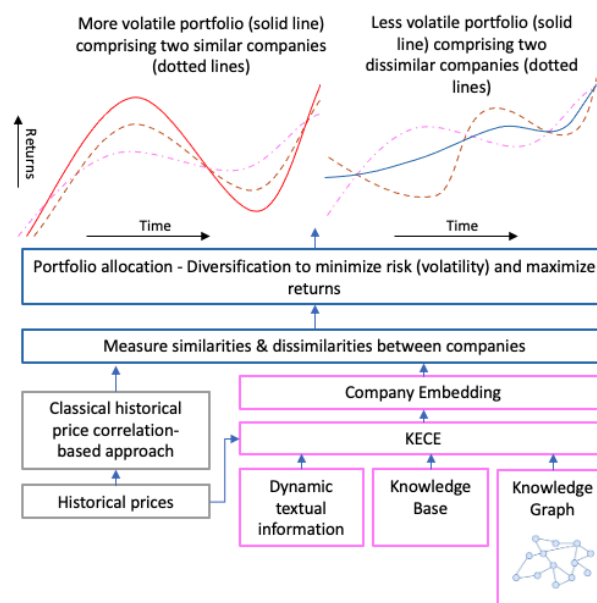 More volatile portfolio (solid line)
comprising two similar companies
(dotted lines)
Less volatile portfolio (solid
line) comprising two
dissimilar companies (dotted
lines)
Returns
Time
Time
Portfolio allocation - Diversification to minimize risk (volatility) and maximize
returns
Measure similarities & dissimilarities between companies
Classical historical
price correlation-
based approach
Company Embedding
KECE
Historical prices
Dynamic
textual
information
Knowledge
Base
Knowledge
Graph